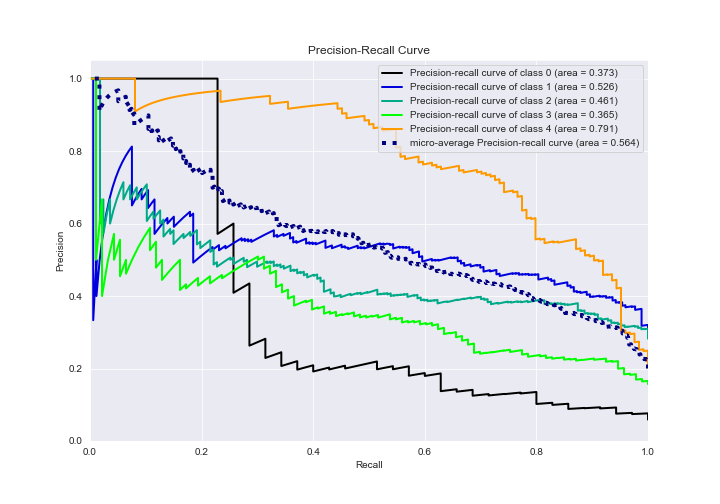 Precision-Recall Curve
Precision-recall curve of class 0 (area = 0.373)
Precision-recall curve of class 1 (area = 0.526)
Precision-recall curve of class 2 (area = 0.461)
Precision-recall curve of class 3 (area = 0.365)
Precision-recall curve of class 4 (area = 0.791)
micro-average Precision-recall curve (area = 0.564)
Precision
1.0
0.8
0.6
0.4
0.2
0.0
0.0 0.2 0.4 0.6 0.8 1.0
Recall